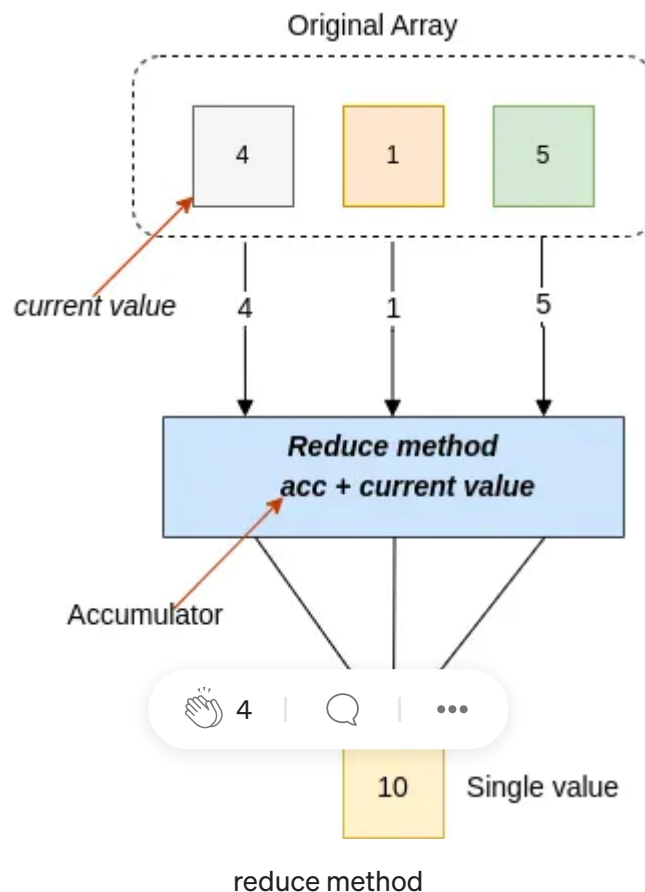 Original Array
4 1 5
current value
4 1 5
Reduce method
acc + current value
Accumulator
4
10
Single value
reduce method